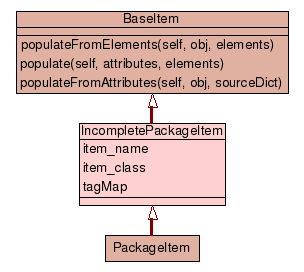 BaseItem
populateFromElements(self, obj, elements)
populate(self, attributes, elements)
populateFromAttributes(self, obj, sourceDict)
IncompletePackageItem
item_name
item_class
tagMap
PackageItem